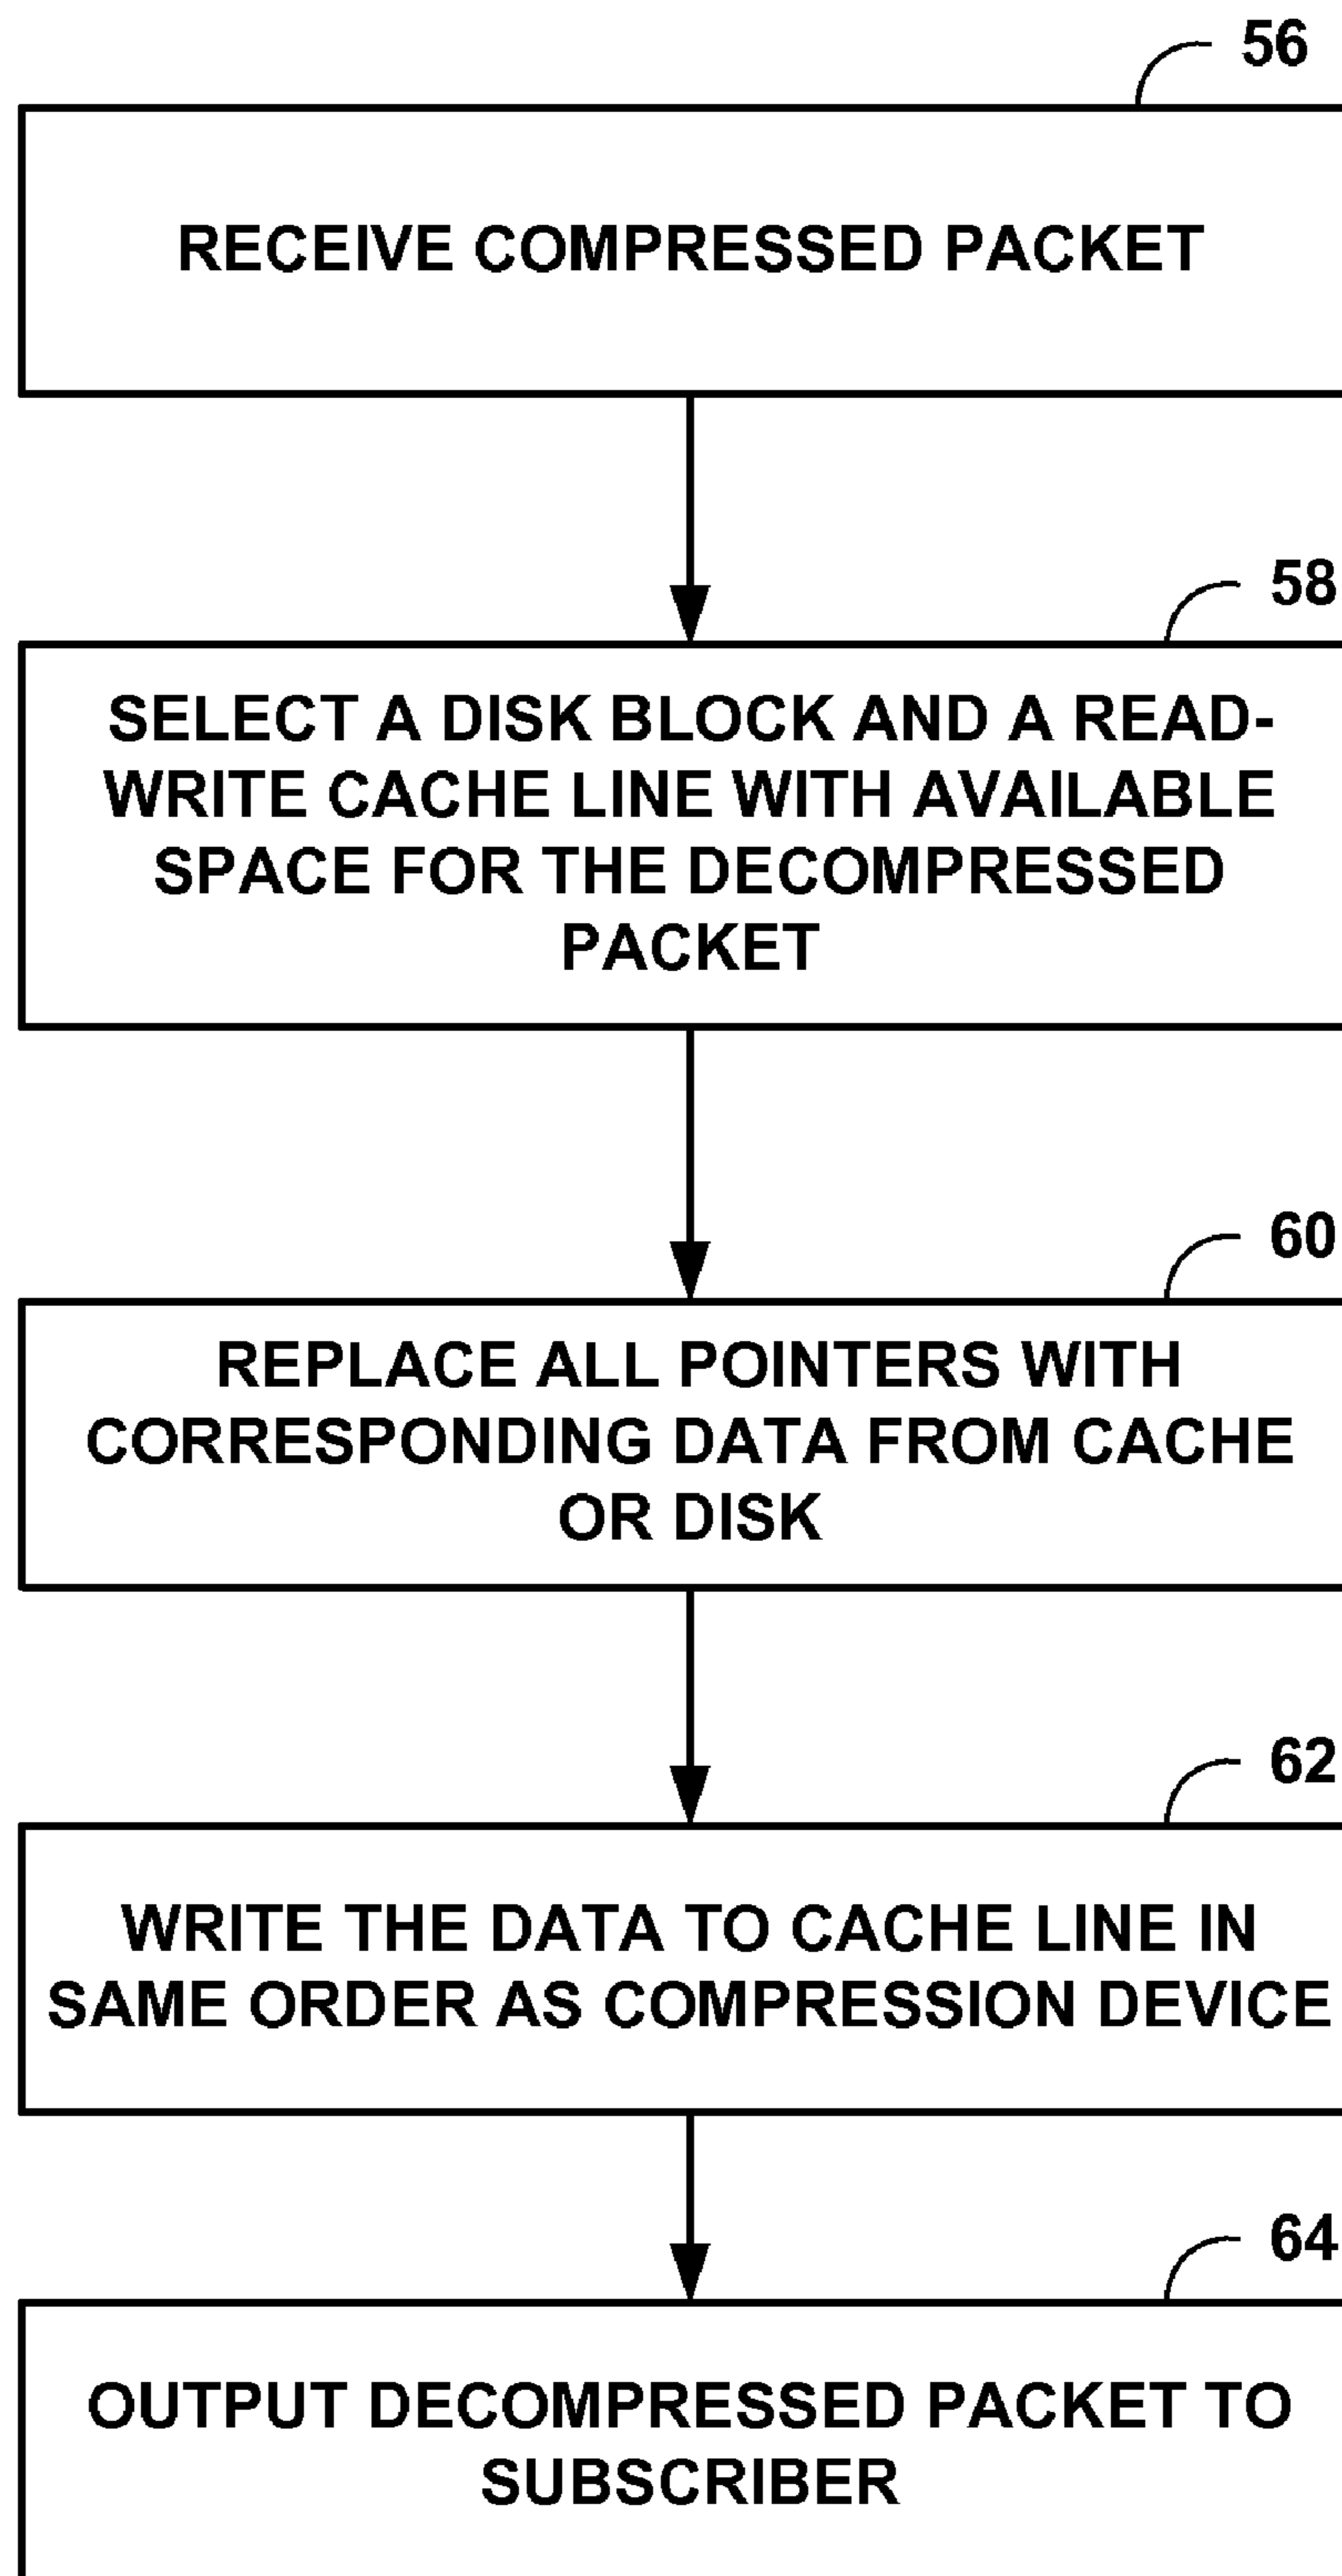 56
RECEIVE COMPRESSED PACKET
58
SELECT A DISK BLOCK AND A READ-
WRITE CACHE LINE WITH AVAILABLE
SPACE FOR THE DECOMPRESSED
PACKET
60
REPLACE ALL POINTERS WITH
CORRESPONDING DATA FROM CACHE
OR DISK
62
WRITE THE DATA TO CACHE LINE IN
SAME ORDER AS COMPRESSION DEVICE
64
OUTPUT DECOMPRESSED PACKET TO
SUBSCRIBER